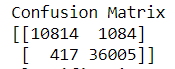 Confusion Matrix
[[10814  1084]
 [  417 36005]]